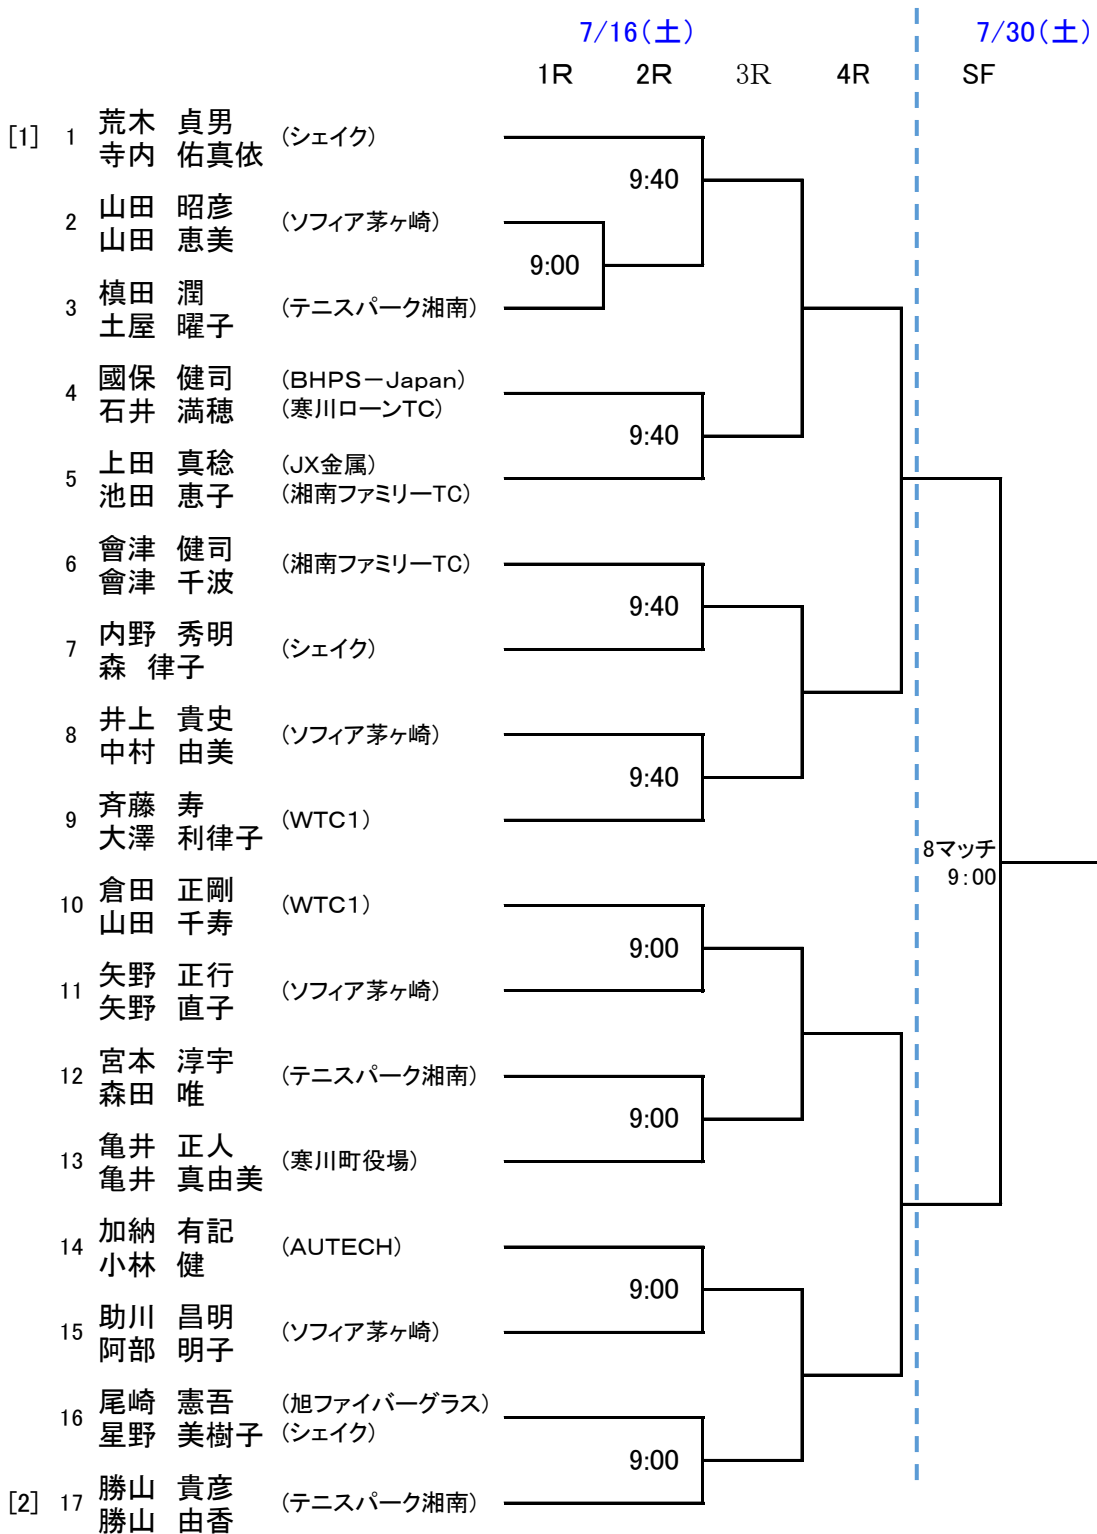 7/16(土) 7/30(土)
1R 2R 3R 4R SF
[1] 1 荒木 貞男 (シェイク)
寺内 佑真依
9:40
2 山田 昭彦 (ソフィア茅ヶ崎)
山田 恵美
9:00
3 槙田 潤 (テニスパーク湘南)
土屋 曜子
4 國保 健司 (BHPS－Japan)
石井 満穂 (寒川ローンTC)
9:40
5 上田 真稔 (JX金属)
池田 恵子 (湘南ファミリーTC)
6 會津 健司 (湘南ファミリーTC)
會津 千波
9:40
7 内野 秀明 (シェイク)
森 律子
8 井上 貴史 (ソフィア茅ヶ崎)
中村 由美
9:40
9 斉藤 寿 (WTC1)
大澤 利律子
8マッチ
9:00
10 倉田 正剛 (WTC1)
山田 千寿
9:00
11 矢野 正行 (ソフィア茅ヶ崎)
矢野 直子
12 宮本 淳宇 (テニスパーク湘南)
森田 唯
9:00
13 亀井 正人 (寒川町役場)
亀井 真由美
14 加納 有記 (AUTECH)
小林 健
9:00
15 助川 昌明 (ソフィア茅ヶ崎)
阿部 明子
16 尾崎 憲吾 (旭ファイバーグラス)
星野 美樹子 (シェイク)
9:00
[2] 17 勝山 貴彦 (テニスパーク湘南)
勝山 由香